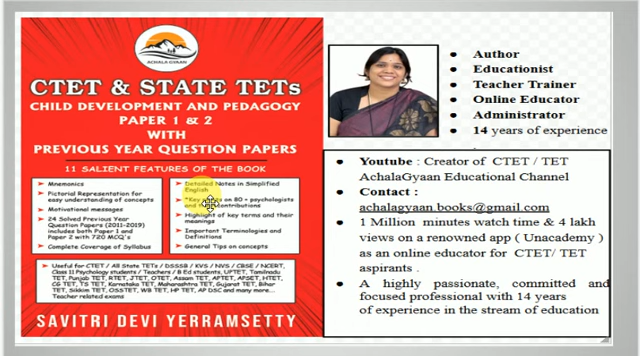 ACHALA GYAAN
CTET & STATE TETs
CHILD DEVELOPMENT AND PEDAGOGY
PAPER 1 & 2
WITH
PREVIOUS YEAR QUESTION PAPERS
11 SALIENT FEATURES OF THE BOOK
Mnemonics
Pictorial Representation for
easy understanding of concepts
Motivational messages
24 Solved Previous Year
Question Papers (2011-2019)
includes both Paper 1 and
Paper 2 with 720 MCQ's
Complete Coverage of Syllabus
Detailed Notes in Simplified
English
on 80 + psychologists
and contributions
Highlight of key terms and their
meanings
Important Terminologies and
Definitions
General Tips on concepts
Useful for CTET / All State TETs / DSSSB / KVS / NVS / CBSE / NCERT,
Class 11 Psychology students / Teachers / B Ed students, UPTET, Tamilnadu
TET, Punjab TET, RTET, JTET, OTET, Assam TET, APTET, APSET, HTET,
CG TET, TS TET, Karnataka TET, Maharashtra TET, Gujarat TET, Bihar
TET, Sikkim TET, OSSTET, WB TET, HP TET, AP DSC and many more...
Teacher related exams
SAVITRI DEVI YERRAMSETTY
● Author
● Educationist
● Teacher Trainer
● Online Educator
● Administrator
● 14 years of experience
● Youtube : Creator of CTET / TET
AchalaGyaan Educational Channel
● Contact :
achalagyaan.books@gmail.com
● 1 Million minutes watch time & 4 lakh
views on a renowned app ( Unacademy )
as an online educator for CTET/ TET
aspirants .
● A highly passionate, committed and
focused professional with 14 years
of experience in the stream of education